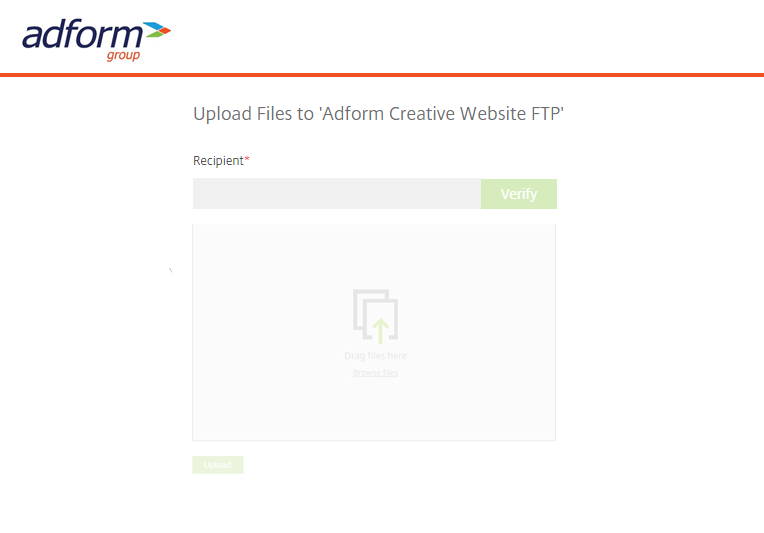 adform
group
Upload Files to 'Adform Creative Website FTP'
Recipient*
Verify
Drag files here
Browse files
Upload